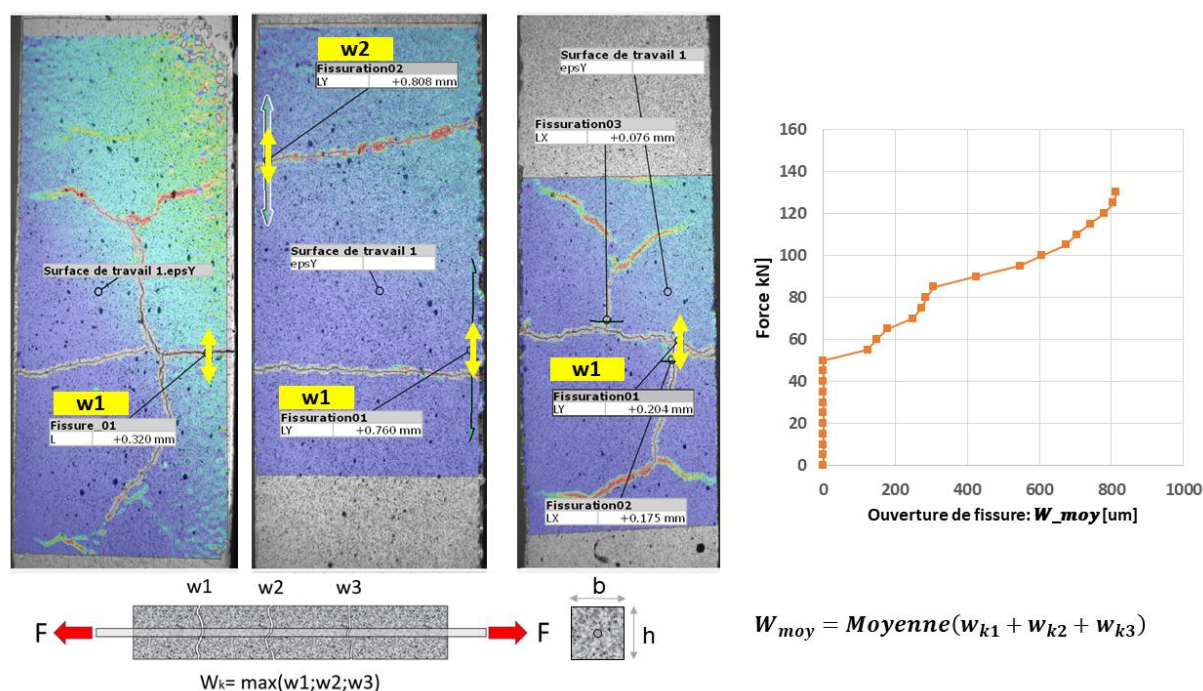 Surface de travail 1.epsY
w1
Fissure_01
L +0.320 mm
w2
Fissuration02
LY +0.808 mm
Surface de travail 1
epsY
w1
Fissuration01
LY +0.760 mm
Surface de travail 1
epsY
Fissuration03
LX +0.076 mm
w1
Fissuration01
LY +0.204 mm
Fissuration02
LX +0.175 mm
Force kN
160
140
120
100
80
60
40
20
0
0 200 400 600 800 1000
Ouverture de fissure: W_moy [um]
w1 w2 w3
F F
b
h
Wₖ= max(w1;w2;w3)
W_moy = Moyenne(w_k1 + w_k2 + w_k3)